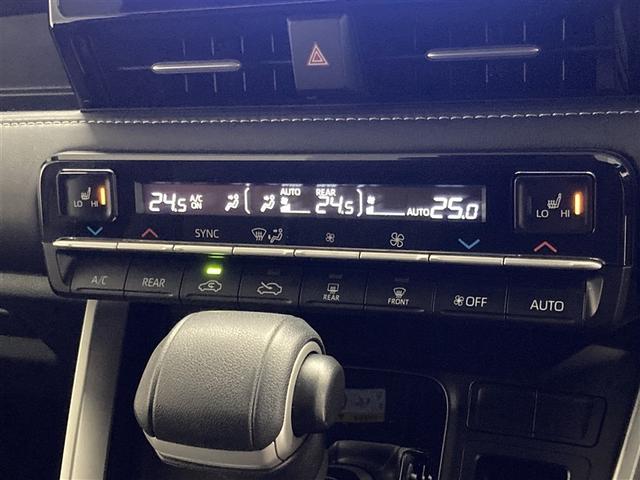 LO HI
24.5 A/C ON
AUTO
REAR
24.5
AUTO 25.0
LO HI
SYNC
A/C
REAR
REAR
FRONT
OFF
AUTO